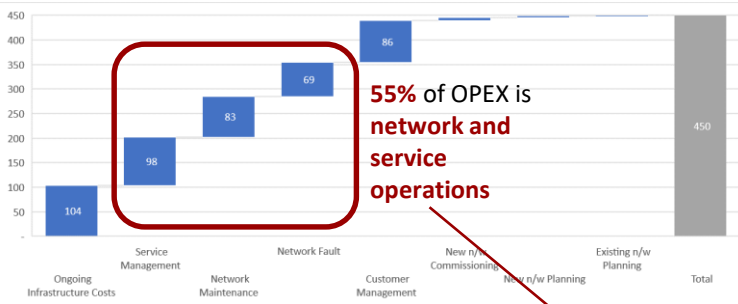 450
400
350
300
250
200
150
100
50
-
104
98
83
69
86
450
55% of OPEX is
network and
service
operations
Ongoing
Infrastructure Costs
Service
Management
Network
Maintenance
Network Fault
Customer
Management
New n/w
Commissioning
New n/w Planning
Existing n/w
Planning
Total